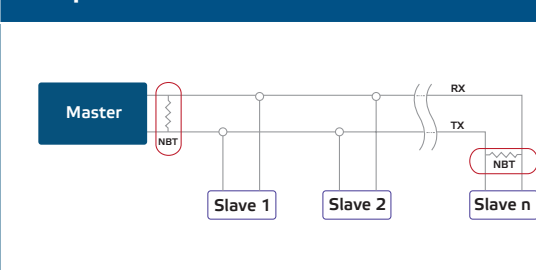 RX
Master
TX
NBT
NBT
Slave 1
Slave 2
Slave n